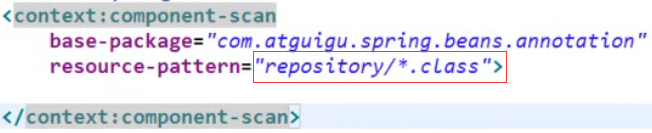 <context:component-scan
base-package="com.atguigu.spring.beans.annotation"
resource-pattern="repository/*.class">
</context:component-scan>